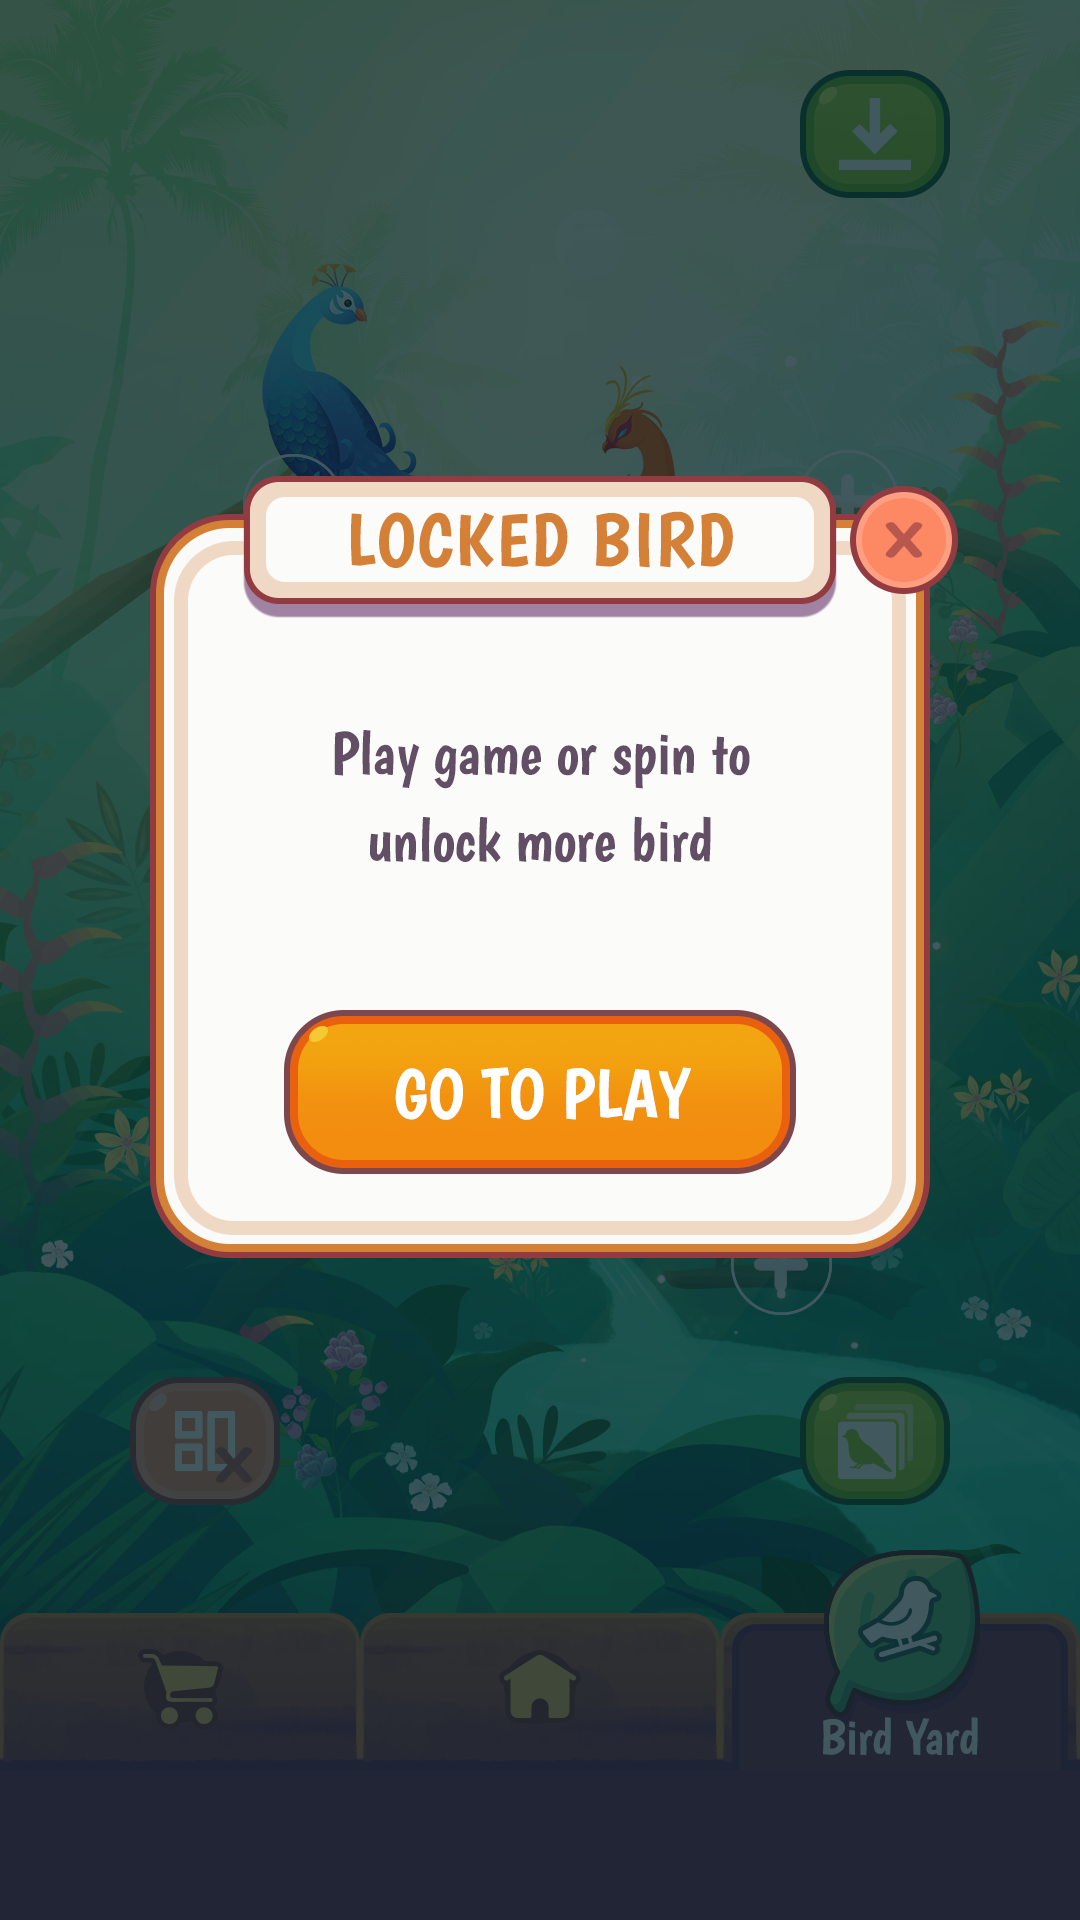 LOCKED BIRD
Play game or spin to
unlock more bird
GO TO PLAY
Bird Yard